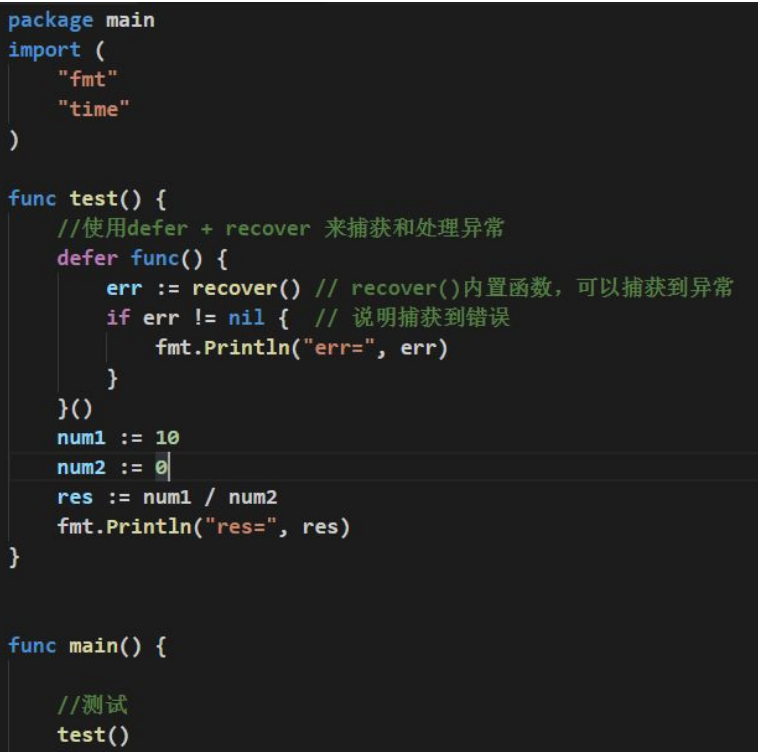 package main
import (
    "fmt"
    "time"
)
func test() {
    //使用defer + recover 来捕获和处理异常
    defer func() {
        err := recover() // recover()内置函数，可以捕获到异常
        if err != nil {  // 说明捕获到错误
            fmt.Println("err=", err)
        }
    }()
    num1 := 10
    num2 := 0
    res := num1 / num2
    fmt.Println("res=", res)
}
func main() {
    //测试
    test()